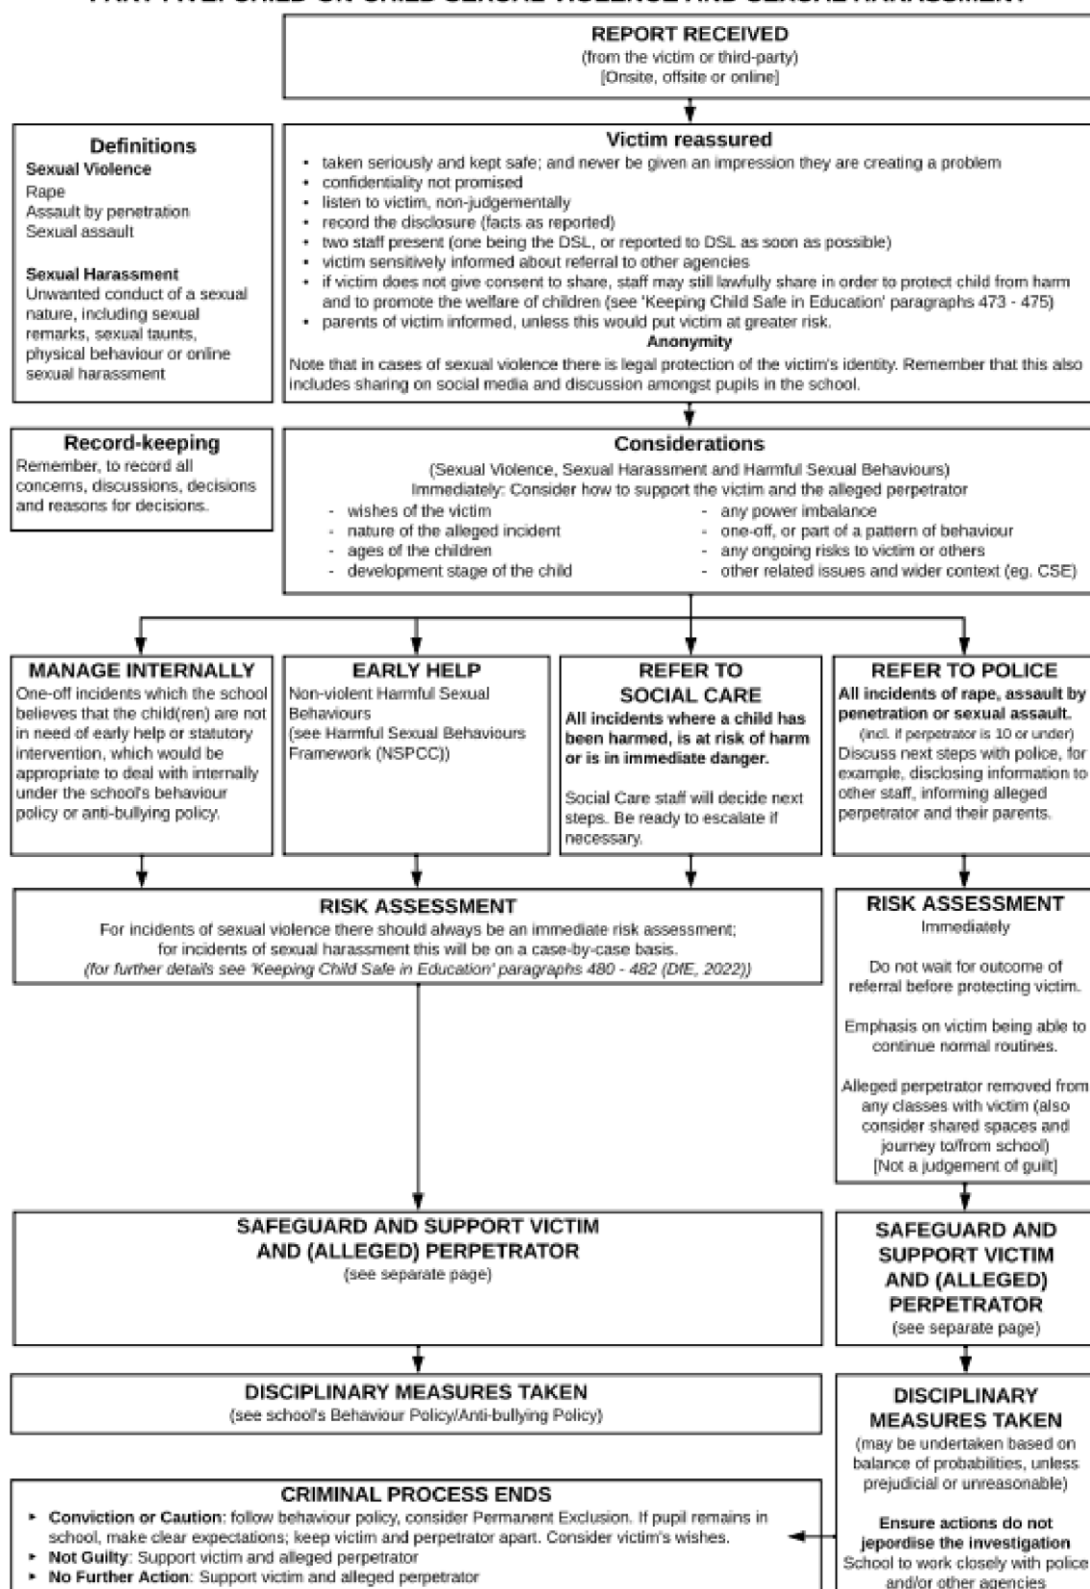 REPORT RECEIVED
(from the victim or third-party)
[Onsite, offsite or online]
Definitions
Sexual Violence
Rape
Assault by penetration
Sexual assault
Sexual Harassment
Unwanted conduct of a sexual
nature, including sexual
remarks, sexual taunts,
physical behaviour or online
sexual harassment
Victim reassured
• taken seriously and kept safe; and never be given an impression they are creating a problem
• confidentiality not promised
• listen to victim, non-judgementally
• record the disclosure (facts as reported)
• two staff present (one being the DSL, or reported to DSL as soon as possible)
• victim sensitively informed about referral to other agencies
• if victim does not give consent to share, staff may still lawfully share in order to protect child from harm
and to promote the welfare of children (see 'Keeping Child Safe in Education' paragraphs 473 - 475)
• parents of victim informed, unless this would put victim at greater risk.
Anonymity
Note that in cases of sexual violence there is legal protection of the victim's identity. Remember that this also
includes sharing on social media and discussion amongst pupils in the school.
Record-keeping
Remember, to record all
concerns, discussions, decisions
and reasons for decisions.
Considerations
(Sexual Violence, Sexual Harassment and Harmful Sexual Behaviours)
Immediately: Consider how to support the victim and the alleged perpetrator
- wishes of the victim
- nature of the alleged incident
- ages of the children
- development stage of the child
- any power imbalance
- one-off, or part of a pattern of behaviour
- any ongoing risks to victim or others
- other related issues and wider context (eg. CSE)
MANAGE INTERNALLY
One-off incidents which the school
believes that the child(ren) are not
in need of early help or statutory
intervention, which would be
appropriate to deal with internally
under the school's behaviour
policy or anti-bullying policy.
EARLY HELP
Non-violent Harmful Sexual
Behaviours
(see Harmful Sexual Behaviours
Framework (NSPCC))
REFER TO
SOCIAL CARE
All incidents where a child has
been harmed, is at risk of harm
or is in immediate danger.
Social Care staff will decide next
steps. Be ready to escalate if
necessary.
REFER TO POLICE
All incidents of rape, assault by
penetration or sexual assault.
(incl. if perpetrator is 10 or under)
Discuss next steps with police, for
example, disclosing information to
other staff, informing alleged
perpetrator and their parents.
RISK ASSESSMENT
For incidents of sexual violence there should always be an immediate risk assessment;
for incidents of sexual harassment this will be on a case-by-case basis.
(for further details see 'Keeping Child Safe in Education' paragraphs 480 - 482 (DfE, 2022))
RISK ASSESSMENT
Immediately
Do not wait for outcome of
referral before protecting victim.
Emphasis on victim being able to
continue normal routines.
Alleged perpetrator removed from
any classes with victim (also
consider shared spaces and
journey to/from school)
[Not a judgement of guilt]
SAFEGUARD AND SUPPORT VICTIM
AND (ALLEGED) PERPETRATOR
(see separate page)
SAFEGUARD AND
SUPPORT VICTIM
AND (ALLEGED)
PERPETRATOR
(see separate page)
DISCIPLINARY MEASURES TAKEN
(see school's Behaviour Policy/Anti-bullying Policy)
DISCIPLINARY
MEASURES TAKEN
(may be undertaken based on
balance of probabilities, unless
prejudicial or unreasonable)
Ensure actions do not
jepordise the investigation
School to work closely with police
and/or other agencies
CRIMINAL PROCESS ENDS
‣ Conviction or Caution: follow behaviour policy, consider Permanent Exclusion. If pupil remains in
school, make clear expectations; keep victim and perpetrator apart. Consider victim's wishes.
‣ Not Guilty: Support victim and alleged perpetrator
‣ No Further Action: Support victim and alleged perpetrator